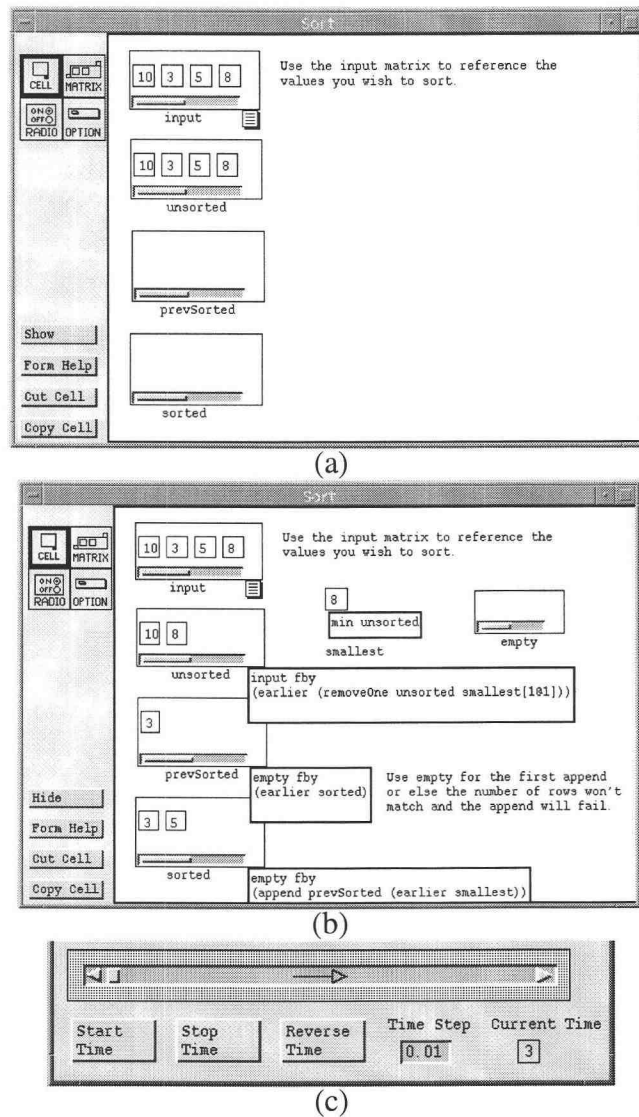 Sort
CELL
MATRIX
ON
OFF
RADIO
OPTION
10 3 5 8
input
Use the input matrix to reference the
values you wish to sort.
10 3 5 8
unsorted
prevSorted
sorted
Show
Form Help
Cut Cell
Copy Cell
(a)
Sort
CELL
MATRIX
ON
OFF
RADIO
OPTION
10 3 5 8
input
Use the input matrix to reference the
values you wish to sort.
8
min unsorted
smallest
empty
10 8
unsorted
input fby
(earlier (removeOne unsorted smallest[1@1]))
3
prevSorted
empty fby
(earlier sorted)
Use empty for the first append
or else the number of rows won't
match and the append will fail.
3 5
sorted
empty fby
(append prevSorted (earlier smallest))
Hide
Form Help
Cut Cell
Copy Cell
(b)
Start
Time
Stop
Time
Reverse
Time
Time Step
0.01
Current Time
3
(c)